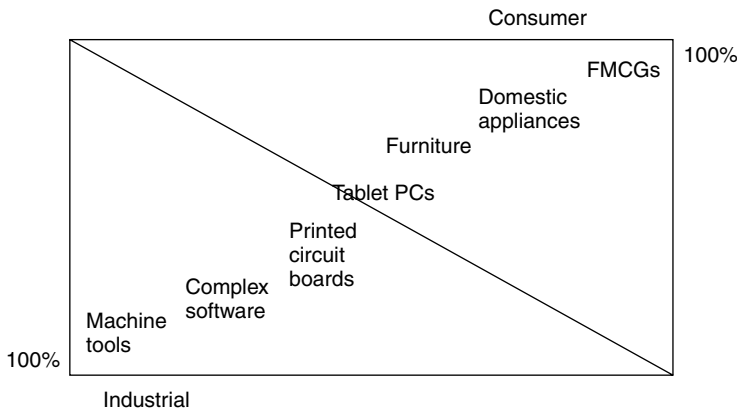 Consumer
100%
FMCGs
Domestic
appliances
Furniture
Tablet PCs
Printed
circuit
boards
Complex
software
Machine
tools
100%
Industrial